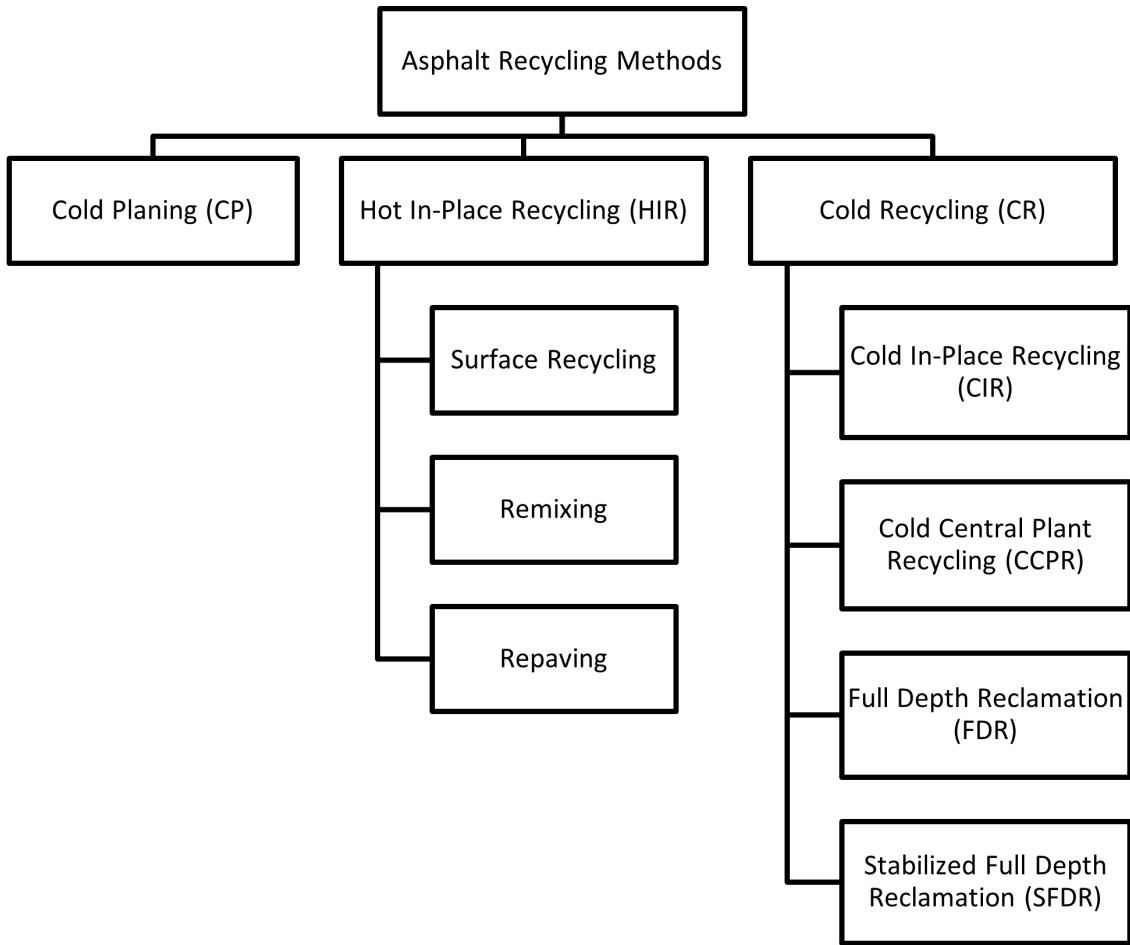 Asphalt Recycling Methods
Cold Planing (CP)
Hot In-Place Recycling (HIR)
Cold Recycling (CR)
Surface Recycling
Remixing
Repaving
Cold In-Place Recycling
(CIR)
Cold Central Plant
Recycling (CCPR)
Full Depth Reclamation
(FDR)
Stabilized Full Depth
Reclamation (SFDR)